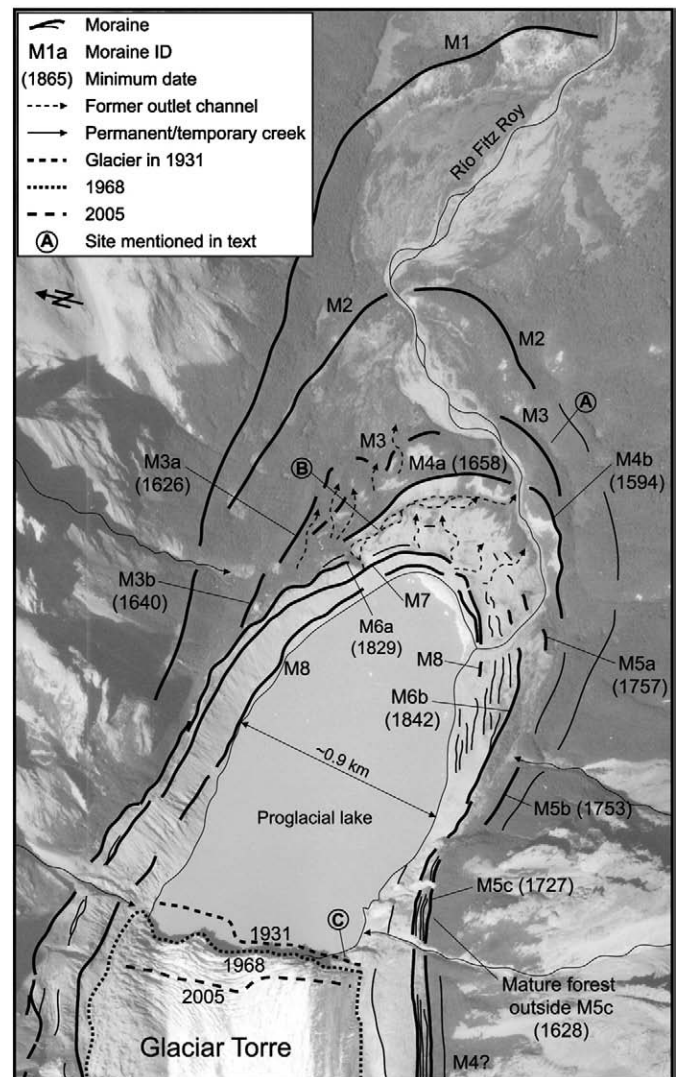 Moraine
M1a Moraine ID
(1865) Minimum date
Former outlet channel
Permanent/temporary creek
Glacier in 1931
1968
2005
A Site mentioned in text
N
M1
Río Fitz Roy
M2
M2
A
M3
M3
M4a (1658)
M4b
(1594)
B
M3a
(1626)
M3b
(1640)
M7
M6a
(1829)
M8
M8
M5a
(1757)
M6b
(1842)
~0.9 km
Proglacial lake
M5b (1753)
M5c (1727)
C
1931
1968
2005
Mature forest
outside M5c
(1628)
Glaciar Torre
M4?